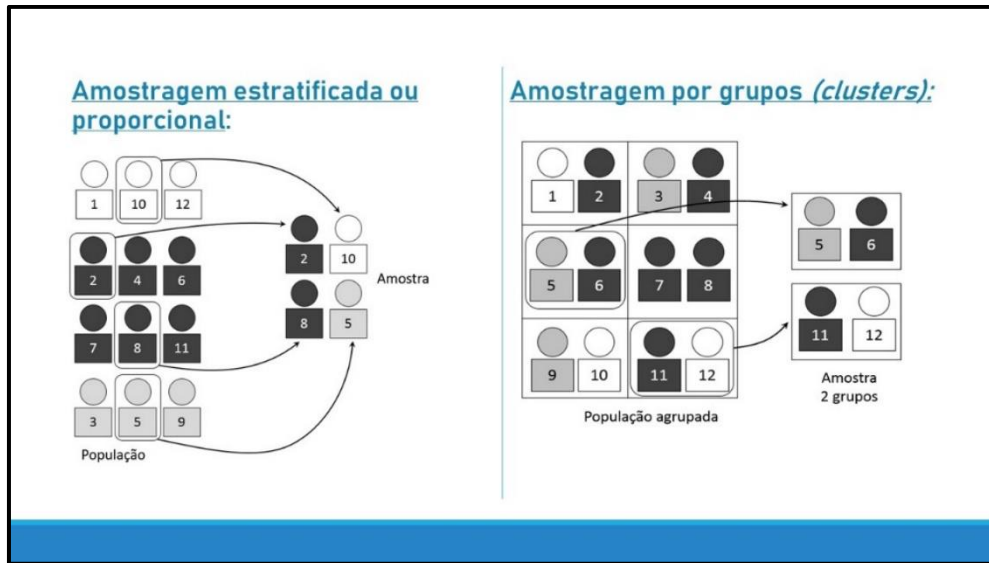 Amostragem estratificada ou
proporcional:
1 10 12
2 4 6
7 8 11
3 5 9
População
2 10
8 5
Amostra
Amostragem por grupos (clusters):
1 2 3 4
5 6 7 8
9 10 11 12
População agrupada
5 6
11 12
Amostra
2 grupos